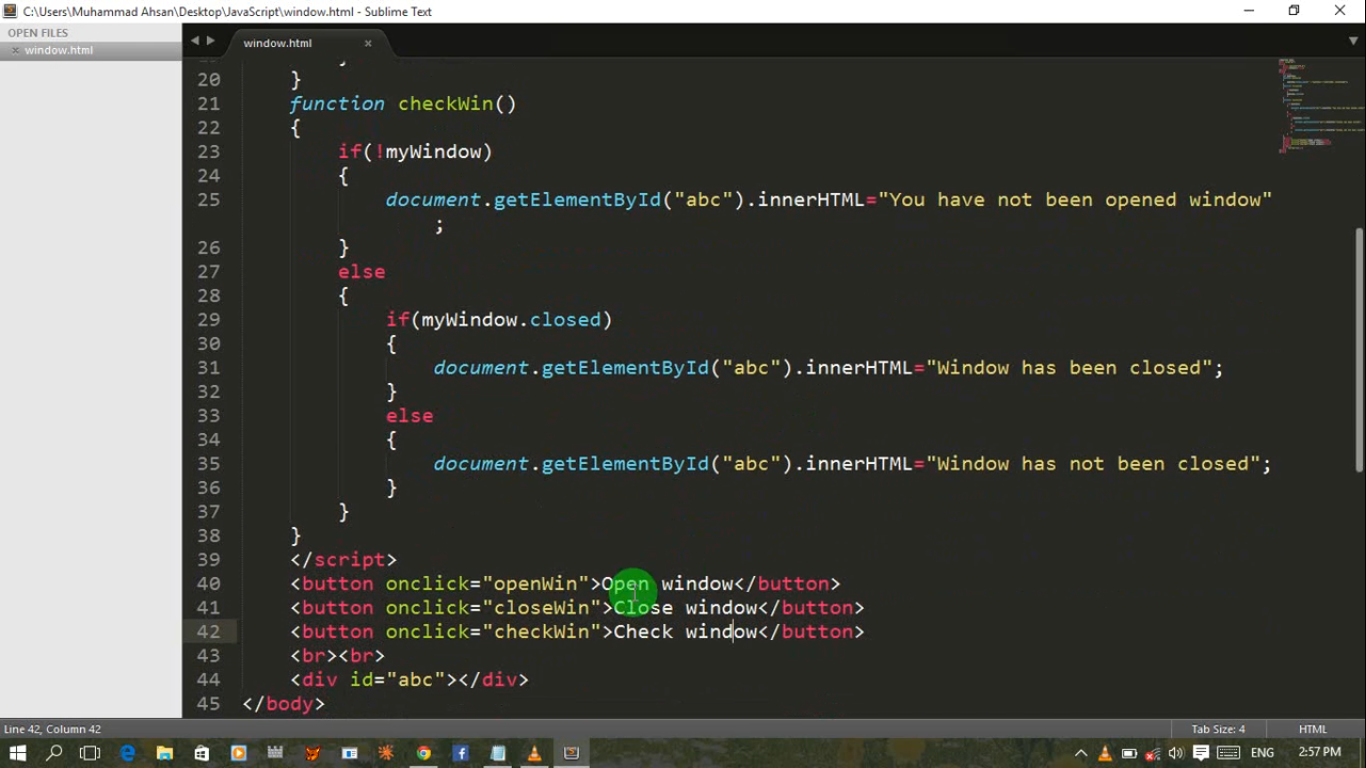 C:\Users\Muhammad Ahsan\Desktop\JavaScript\window.html - Sublime Text
OPEN FILES
× window.html
window.html ×
20 }
21 function checkWin()
22 {
23 if(!myWindow)
24 {
25 document.getElementById("abc").innerHTML="You have not been opened window"
;
26 }
27 else
28 {
29 if(myWindow.closed)
30 {
31 document.getElementById("abc").innerHTML="Window has been closed";
32 }
33 else
34 {
35 document.getElementById("abc").innerHTML="Window has not been closed";
36 }
37 }
38 }
39 </script>
40 <button onclick="openWin">Open window</button>
41 <button onclick="closeWin">Close window</button>
42 <button onclick="checkWin">Check window</button>
43 <br><br>
44 <div id="abc"></div>
45 </body>
Line 42, Column 42
Tab Size: 4
HTML
ENG
2:57 PM